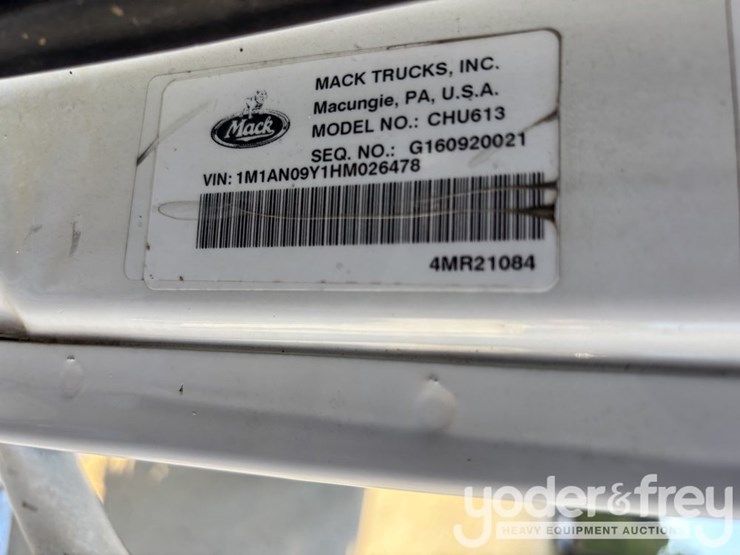 Mack
MACK TRUCKS, INC.
Macungie, PA, U.S.A.
MODEL NO.: CHU613
SEQ. NO.: G160920021
VIN: 1M1AN09Y1HM026478
4MR21084
yoder&frey
HEAVY EQUIPMENT AUCTIONS